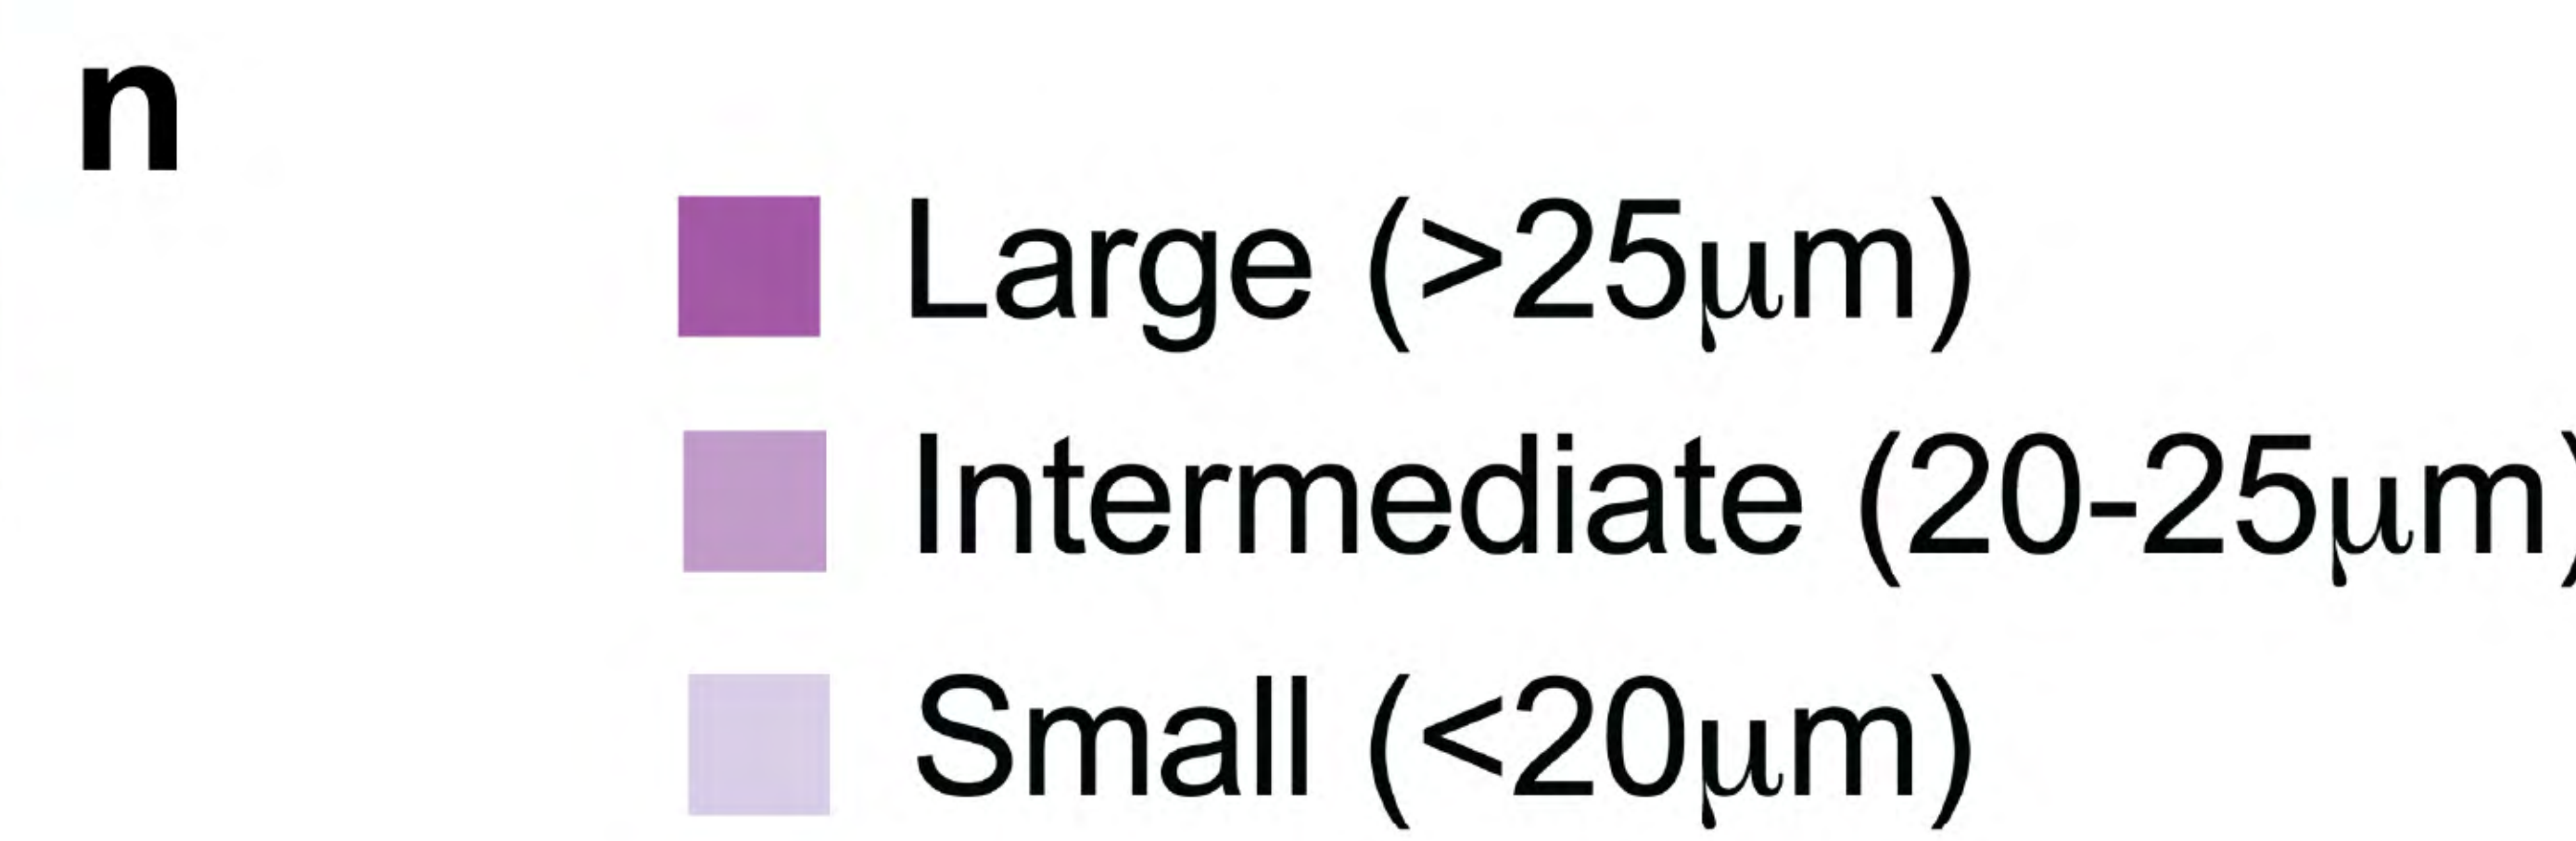 n
Large (>25μm)
Intermediate (20-25μm)
Small (<20μm)